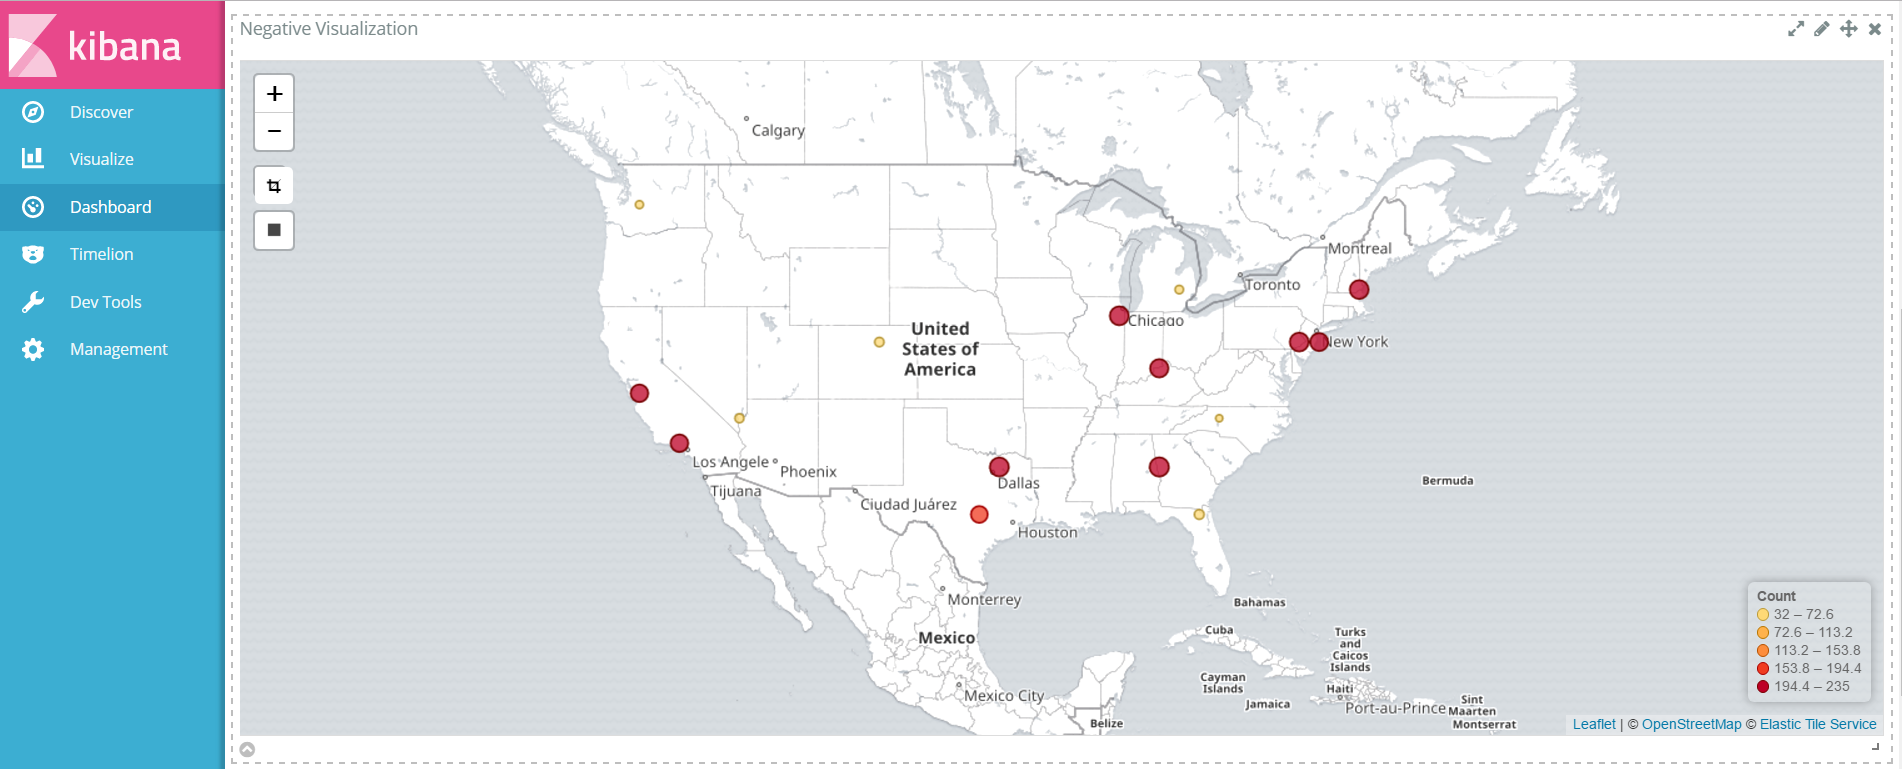 kibana
Discover
Visualize
Dashboard
Timelion
Dev Tools
Management
Negative Visualization
+
−
Calgary
Montreal
Toronto
Chicago
New York
United
States of
America
Los Angele
Phoenix
Tijuana
Dallas
Ciudad Juárez
Houston
Bermuda
Monterrey
Bahamas
Mexico
Cuba
Turks
and
Caicos
Islands
Cayman
Islands
Haiti
Mexico City
Jamaica
Port-au-Prince
Sint
Maarten
Montserrat
Belize
Count
32 – 72.6
72.6 – 113.2
113.2 – 153.8
153.8 – 194.4
194.4 – 235
Leaflet | © OpenStreetMap © Elastic Tile Service